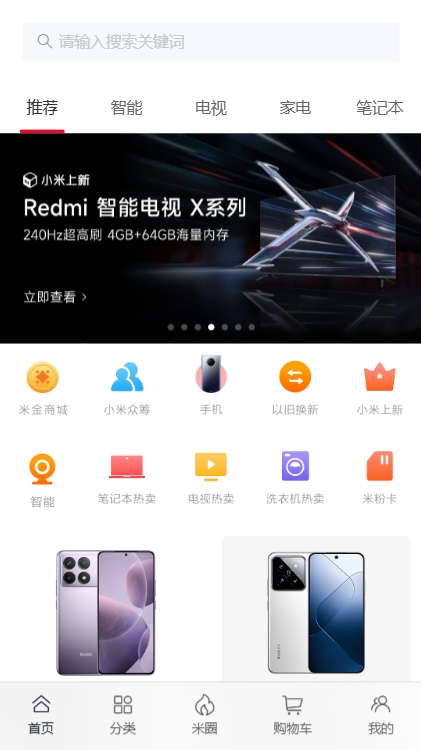 请输入搜索关键词
推荐 智能 电视 家电 笔记本
小米上新
Redmi 智能电视 X系列
240Hz超高刷 4GB+64GB海量内存
立即查看 >
米金商城 小米众筹 手机 以旧换新 小米上新
智能 笔记本热卖 电视热卖 洗衣机热卖 米粉卡
Redmi
首页 分类 米圈 购物车 我的